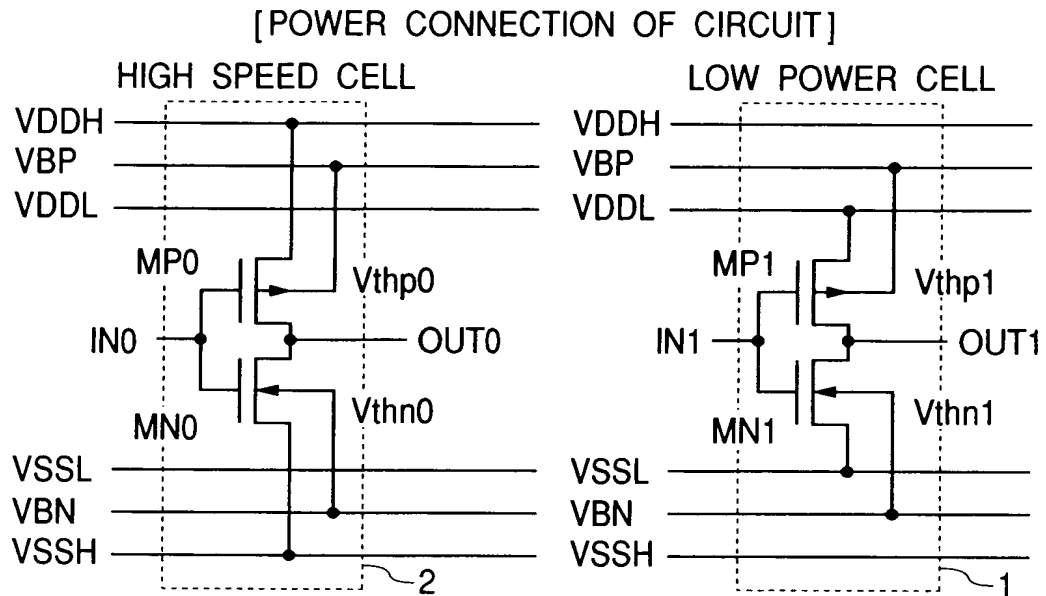 [POWER CONNECTION OF CIRCUIT]
HIGH SPEED CELL
VDDH
VBP
VDDL
MP0
Vthp0
IN0
OUT0
MN0
Vthn0
VSSL
VBN
VSSH
2
LOW POWER CELL
VDDH
VBP
VDDL
MP1
Vthp1
IN1
OUT1
MN1
Vthn1
VSSL
VBN
VSSH
1